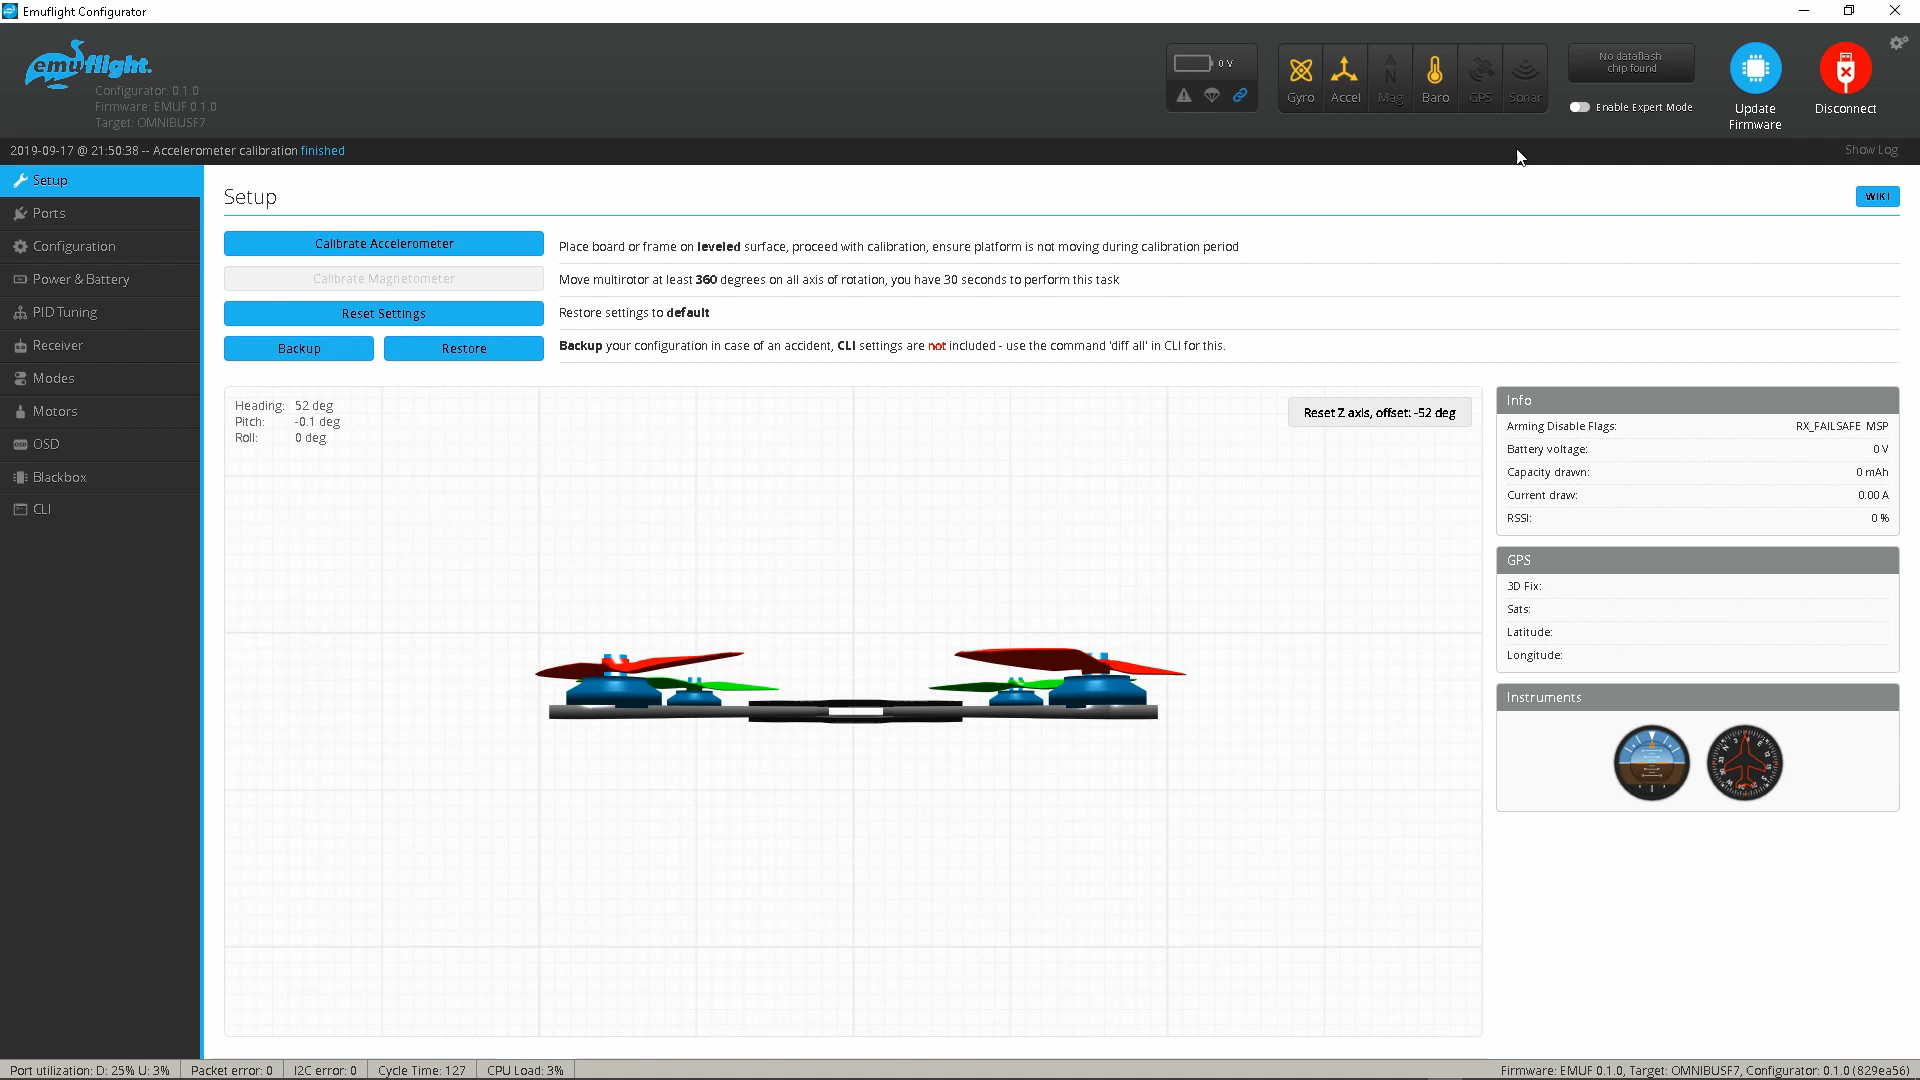 Emuflight Configurator
emuflight.
Configurator: 0.1.0
Firmware: EMUF 0.1.0
Target: OMNIBUSF7
0 V
Gyro
Accel
N
Mag
Baro
GPS
Sonar
No dataflash
chip found
Enable Expert Mode
Update
Firmware
Disconnect
2019-09-17 @ 21:50:38 -- Accelerometer calibration finished
Show Log
Setup
Ports
Configuration
Power & Battery
PID Tuning
Receiver
Modes
Motors
OSD
Blackbox
CLI
Setup
WIKI
Calibrate Accelerometer
Place board or frame on leveled surface, proceed with calibration, ensure platform is not moving during calibration period
Calibrate Magnetometer
Move multirotor at least 360 degrees on all axis of rotation, you have 30 seconds to perform this task
Reset Settings
Restore settings to default
Backup
Restore
Backup your configuration in case of an accident, CLI settings are not included - use the command 'diff all' in CLI for this.
Heading: 52 deg
Pitch: -0.1 deg
Roll: 0 deg
Reset Z axis, offset: -52 deg
Info
Arming Disable Flags: RX_FAILSAFE MSP
Battery voltage: 0 V
Capacity drawn: 0 mAh
Current draw: 0.00 A
RSSI: 0 %
GPS
3D Fix:
Sats:
Latitude:
Longitude:
Instruments
Port utilization: D: 25% U: 3%
Packet error: 0
I2C error: 0
Cycle Time: 127
CPU Load: 3%
Firmware: EMUF 0.1.0, Target: OMNIBUSF7, Configurator: 0.1.0 (829ea56)